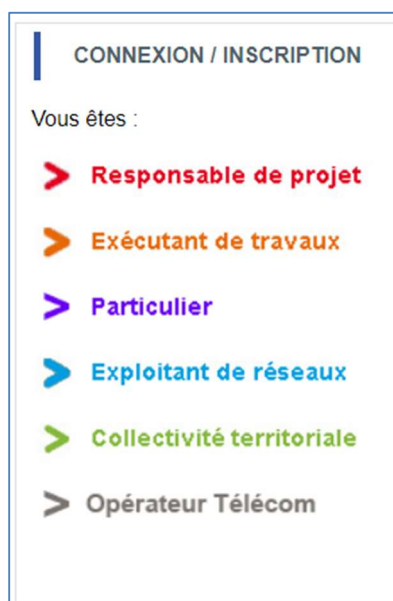 CONNEXION / INSCRIPTION
Vous êtes :
Responsable de projet
Exécutant de travaux
Particulier
Exploitant de réseaux
Collectivité territoriale
Opérateur Télécom